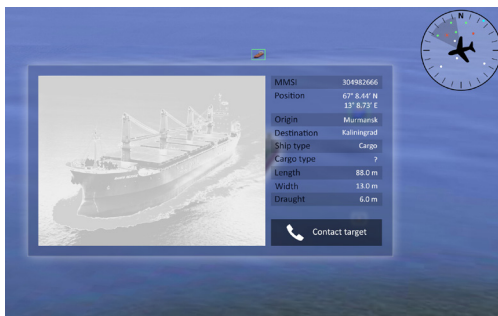 N
MMSI 304982666
Position 67° 8.44' N
13° 8.73' E
Origin Murmansk
Destination Kaliningrad
Ship type Cargo
Cargo type ?
Length 88.0 m
Width 13.0 m
Draught 6.0 m
Contact target